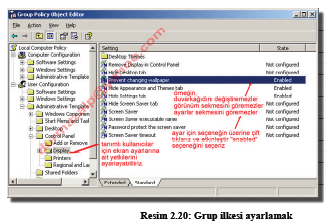 Group Policy Object Editor
File Action View Help
Local Computer Policy
Computer Configuration
Software Settings
Windows Settings
Administrative Template
User Configuration
Software Settings
Windows Settings
Administrative Template
Windows Componen
Start Menu and
Desktop
Control Panel
Add or Remove
Display
Printers
Regional and La
Shared Folders
tanımlı kullanıcılar
için ekran ayarlarına
ait yetkilerini
ayarlayabiliriz.
Setting State
Desktop Themes
Remove Display in Control Panel Not configured
Hide Desktop tab Not configured
Prevent changing wallpaper Enabled
Hide Appearance and Themes tab Enabled
Hide Settings tab Enabled
Hide Screen Saver tab Not configured
Screen Saver Not configured
Screen Saver executable name Not configured
Password protect the screen saver Not configured
Screen Saver timeout Not configured
örneğin,
duvarkağıdını değiştiremezler
görünüm sekmesini göremezler
ayarlar sekmesini göremezler
ayar için seçeneğin üzerine çift
tıklarız ve etkinleştir "enabled"
seçeneğini seçeriz
Extended Standard
Resim 2.20: Grup ilkesi ayarlamak